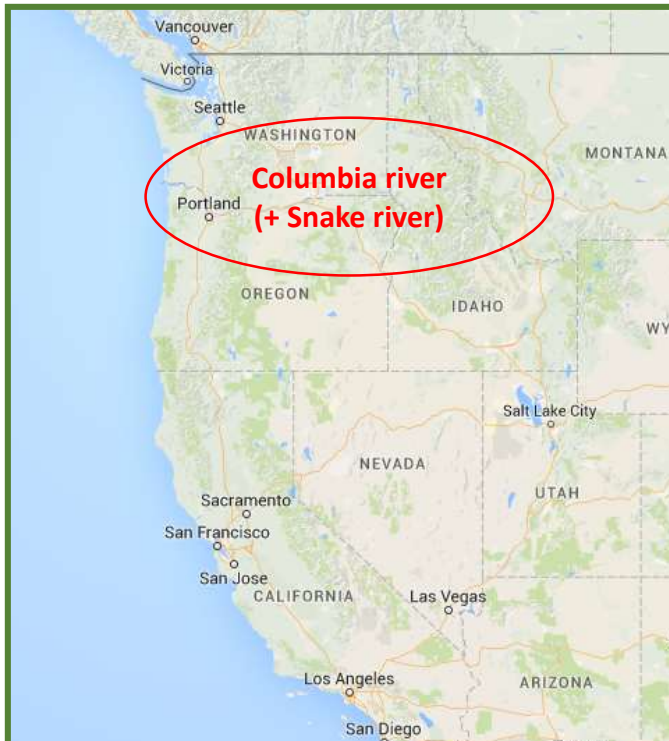 Vancouver
Victoria
Seattle
WASHINGTON
MONTANA
Columbia river
(+ Snake river)
Portland
OREGON
IDAHO
WY
Salt Lake City
NEVADA
UTAH
Sacramento
San Francisco
San Jose
CALIFORNIA
Las Vegas
Los Angeles
ARIZONA
San Diego